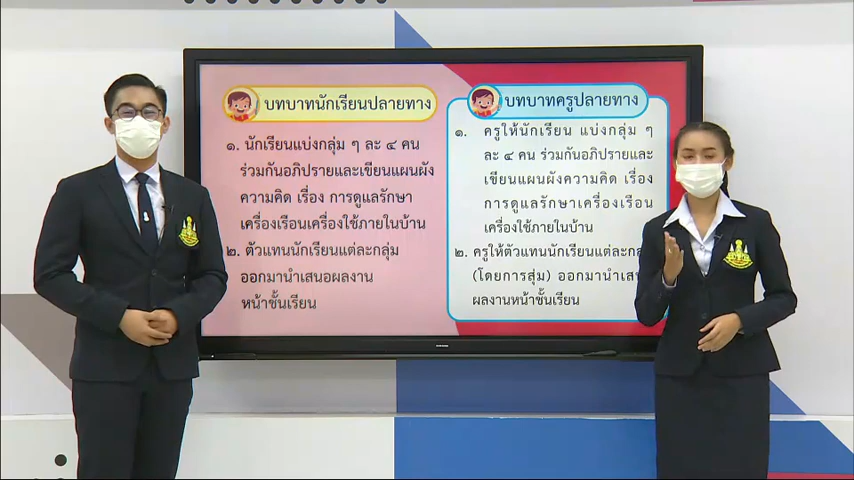 บทบาทนักเรียนปลายทาง
๑. นักเรียนแบ่งกลุ่ม ๆ ละ ๔ คน
ร่วมกันอภิปรายและเขียนแผนผัง
ความคิด เรื่อง การดูแลรักษา
เครื่องเรือนเครื่องใช้ภายในบ้าน
๒. ตัวแทนนักเรียนแต่ละกลุ่ม
ออกมานำเสนอผลงาน
หน้าชั้นเรียน
บทบาทครูปลายทาง
๑. ครูให้นักเรียน แบ่งกลุ่ม ๆ
ละ ๔ คน ร่วมกันอภิปรายและ
เขียนแผนผังความคิด เรื่อง
การดูแลรักษาเครื่องเรือน
เครื่องใช้ภายในบ้าน
๒. ครูให้ตัวแทนนักเรียนแต่ละ
(โดยการสุ่ม) ออกมา
ผลงานหน้าชั้นเรียน